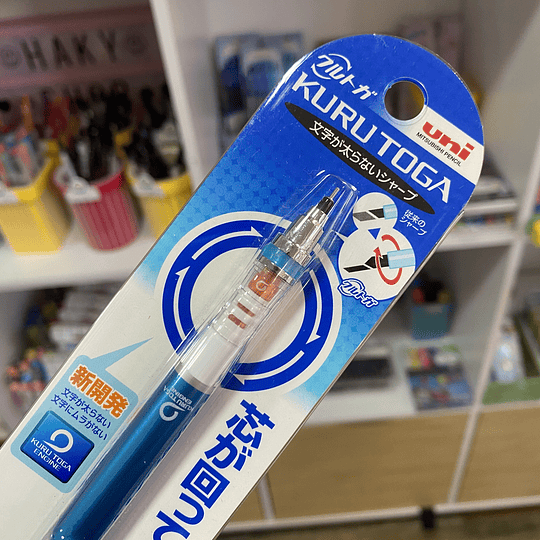 HAKY
クルトガ
KURU TOGA
uni
MITSUBISHI PENCIL
文字が太らないシャープ
従来の
シャープ
クルトガ
新開発
文字が太らない
文字にムラがない
KURU TOGA
ENGINE
芯が回って